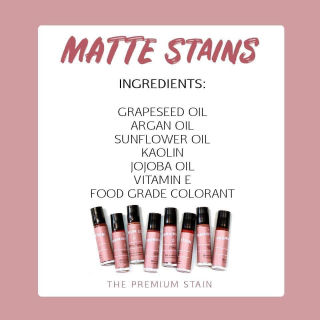 MATTE STAINS
INGREDIENTS:
GRAPESEED OIL
ARGAN OIL
SUNFLOWER OIL
KAOLIN
JOJOBA OIL
VITAMIN E
FOOD GRADE COLORANT
THE PREMIUM STAIN